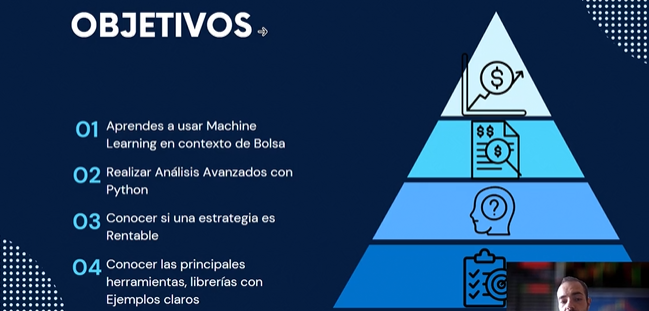 OBJETIVOS
01 Aprendes a usar Machine
Learning en contexto de Bolsa
02 Realizar Análisis Avanzados con
Python
03 Conocer si una estrategia es
Rentable
04 Conocer las principales
herramientas, librerías con
Ejemplos claros
$
$$
$
?